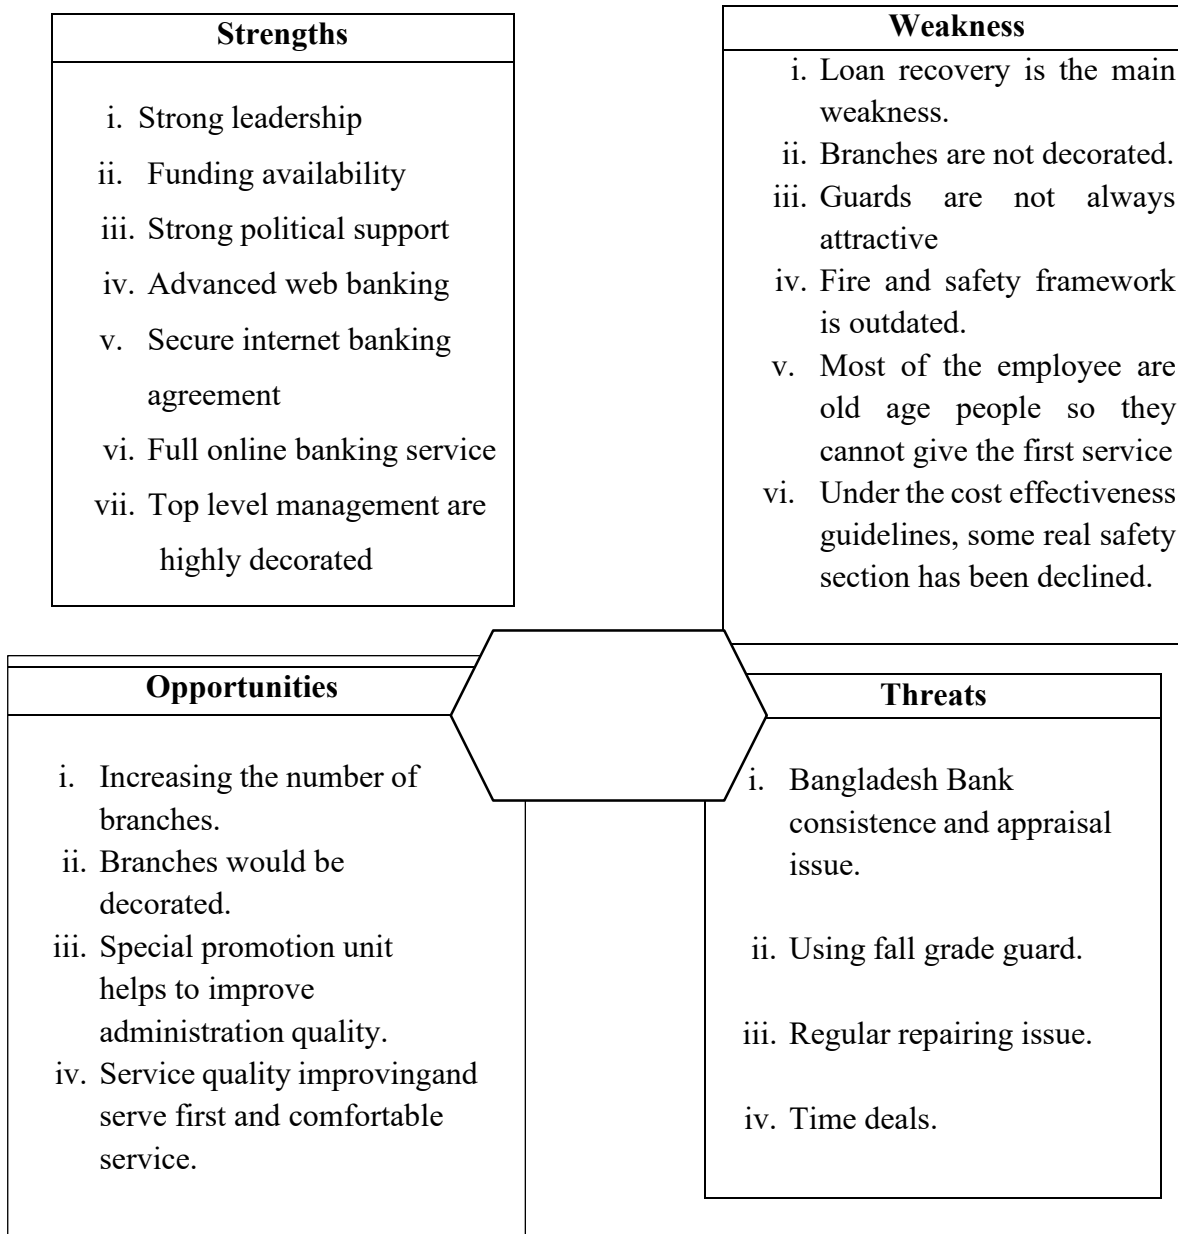 Strengths
i. Strong leadership
ii. Funding availability
iii. Strong political support
iv. Advanced web banking
v. Secure internet banking
agreement
vi. Full online banking service
vii. Top level management are
highly decorated
Weakness
i. Loan recovery is the main
weakness.
ii. Branches are not decorated.
iii. Guards are not always
attractive
iv. Fire and safety framework
is outdated.
v. Most of the employee are
old age people so they
cannot give the first service
vi. Under the cost effectiveness
guidelines, some real safety
section has been declined.
Opportunities
i. Increasing the number of
branches.
ii. Branches would be
decorated.
iii. Special promotion unit
helps to improve
administration quality.
iv. Service quality improvingand
serve first and comfortable
service.
Threats
i. Bangladesh Bank
consistence and appraisal
issue.
ii. Using fall grade guard.
iii. Regular repairing issue.
iv. Time deals.